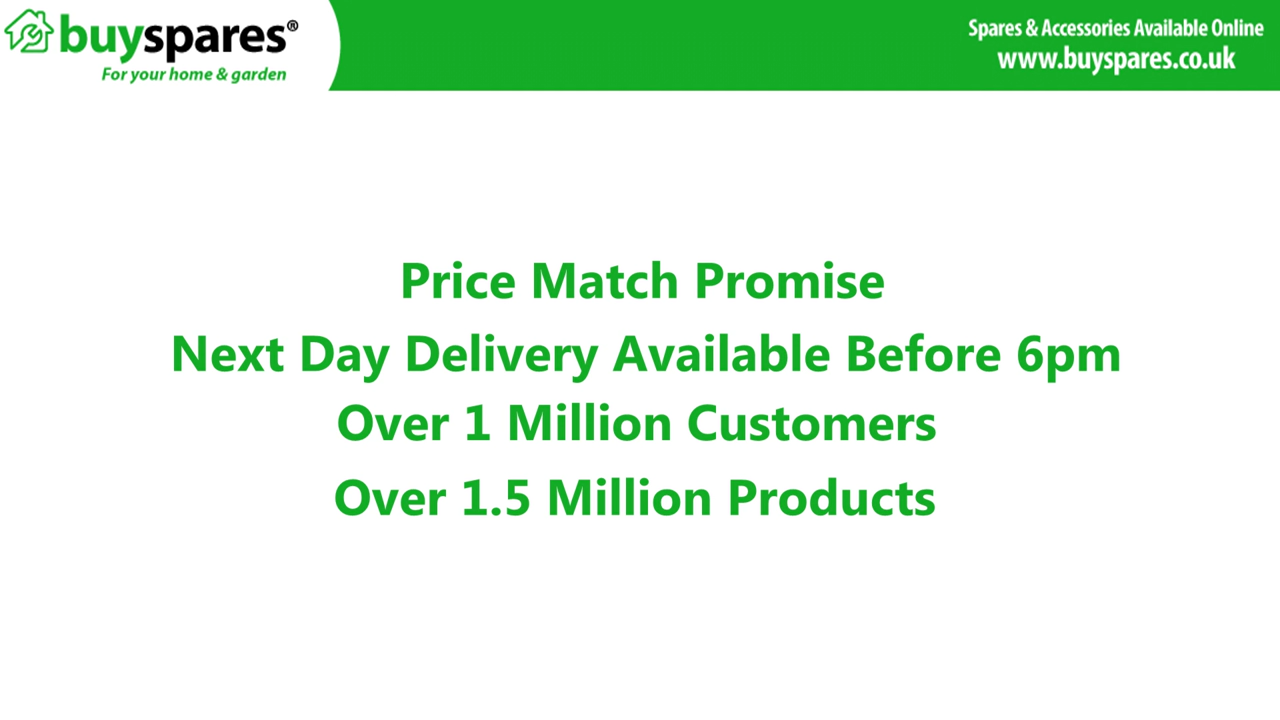 buyspares®
For your home & garden
Spares & Accessories Available Online
www.buyspares.co.uk
Price Match Promise
Next Day Delivery Available Before 6pm
Over 1 Million Customers
Over 1.5 Million Products